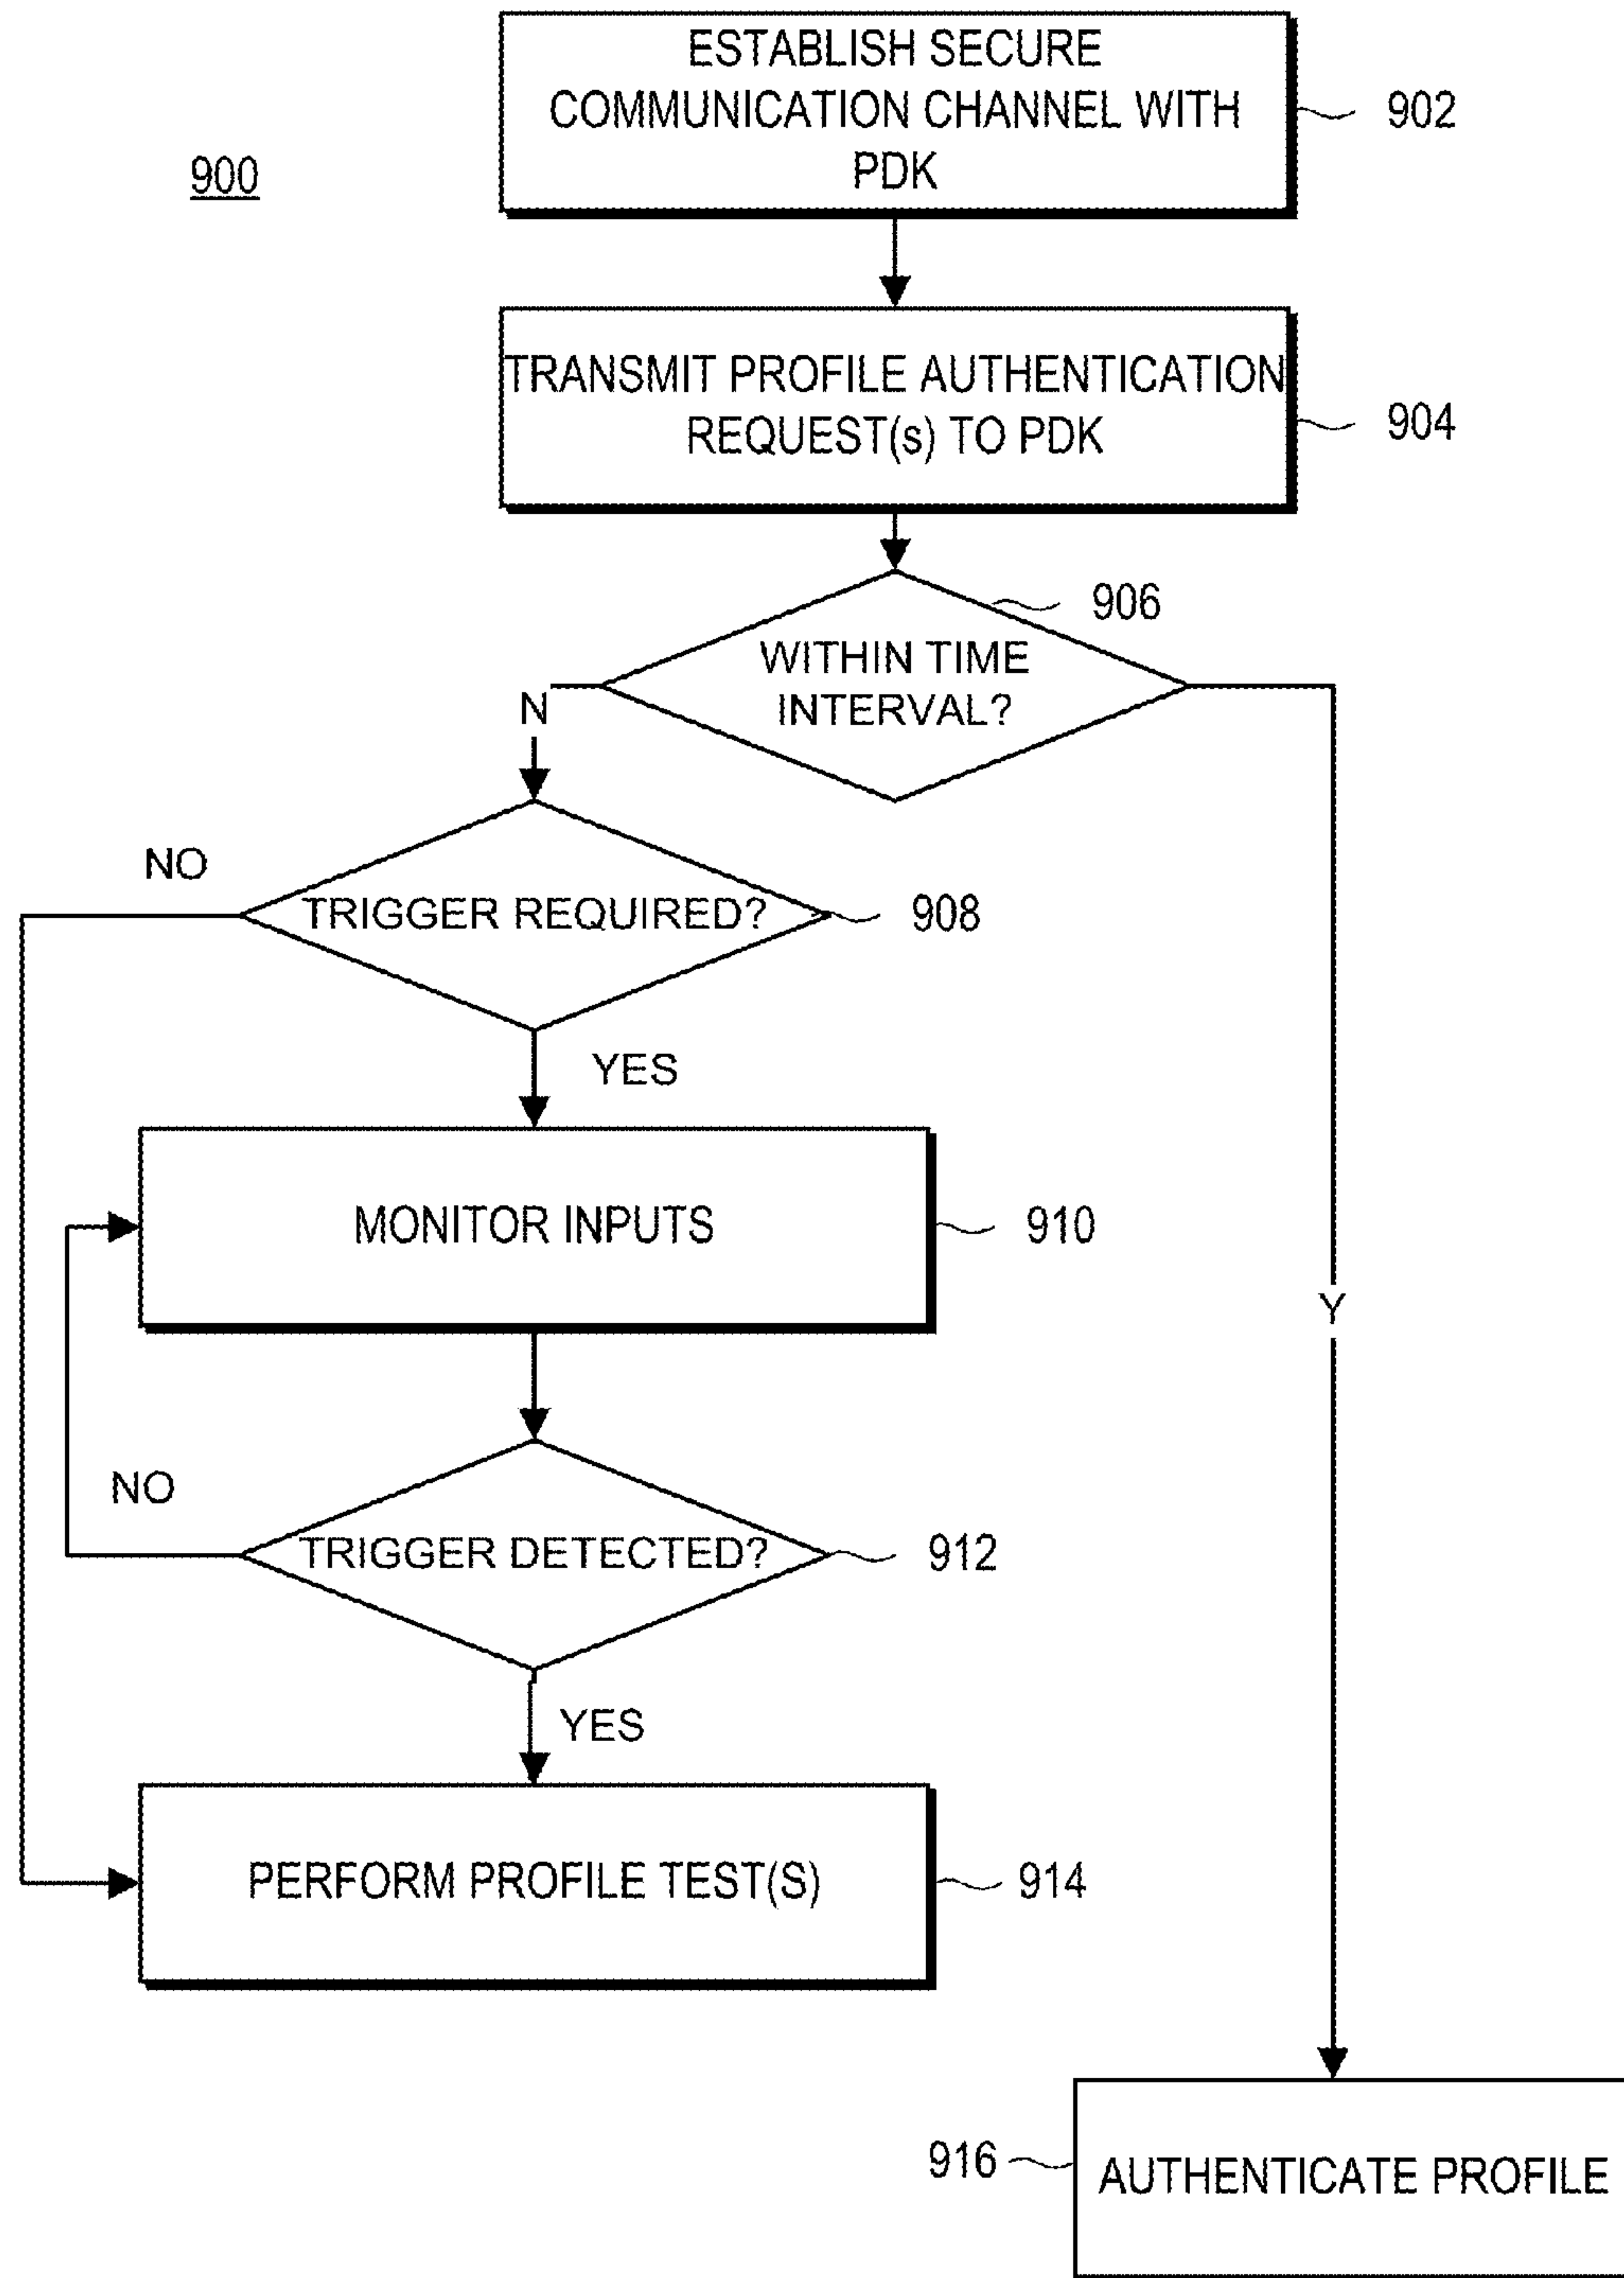 ESTABLISH SECURE
COMMUNICATION CHANNEL WITH
PDK
902
900
TRANSMIT PROFILE AUTHENTICATION
REQUEST(s) TO PDK
904
906
WITHIN TIME
INTERVAL?
N
NO
TRIGGER REQUIRED?
908
YES
MONITOR INPUTS
910
Y
NO
TRIGGER DETECTED?
912
YES
PERFORM PROFILE TEST(S)
914
916
AUTHENTICATE PROFILE